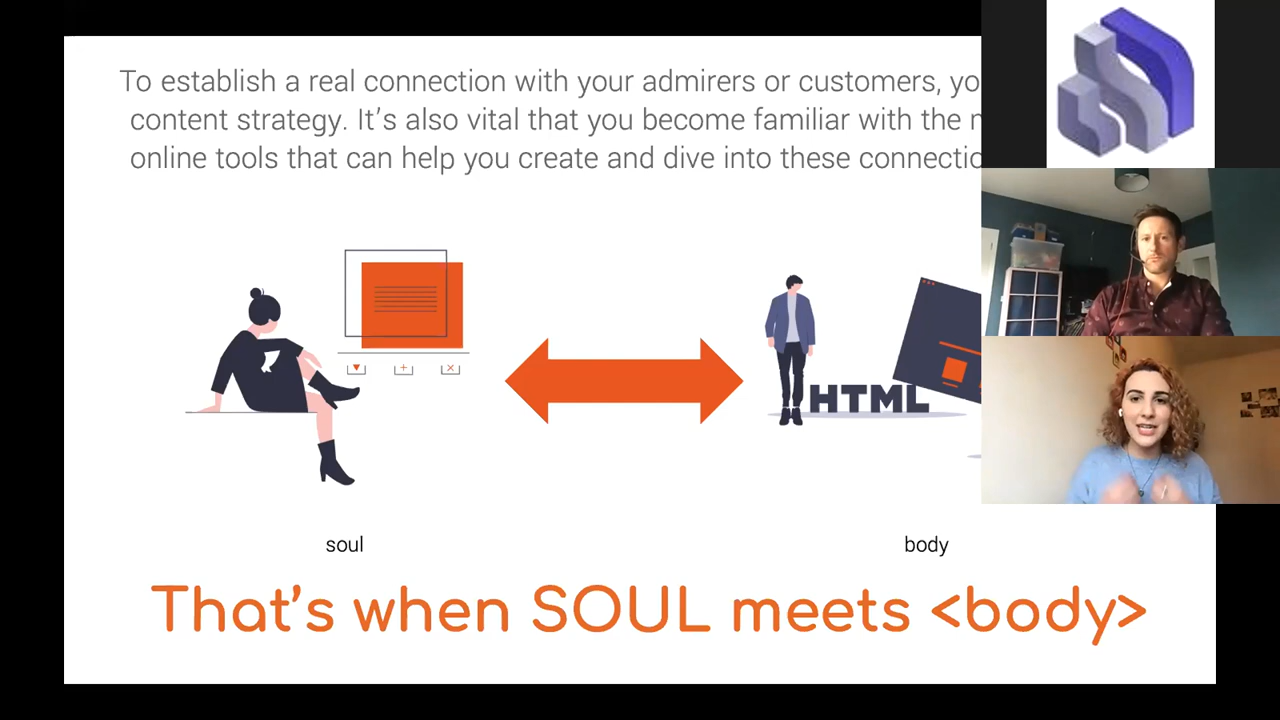 To establish a real connection with your admirers or customers,
content strategy. It’s also vital that you become familiar with the
online tools that can help you create and dive into these
HTML
soul
body
That’s when SOUL meets <body>